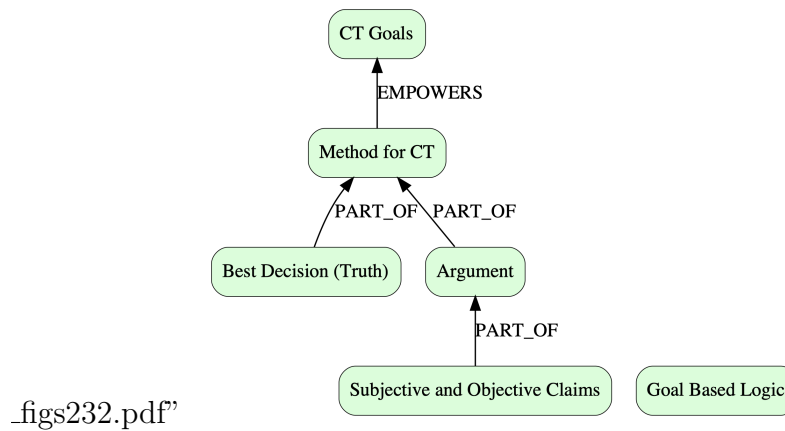 CT Goals
EMPOWERS
Method for CT
PART_OF PART_OF
Best Decision (Truth) Argument
PART_OF
Subjective and Objective Claims Goal Based Logic
_figs232.pdf”